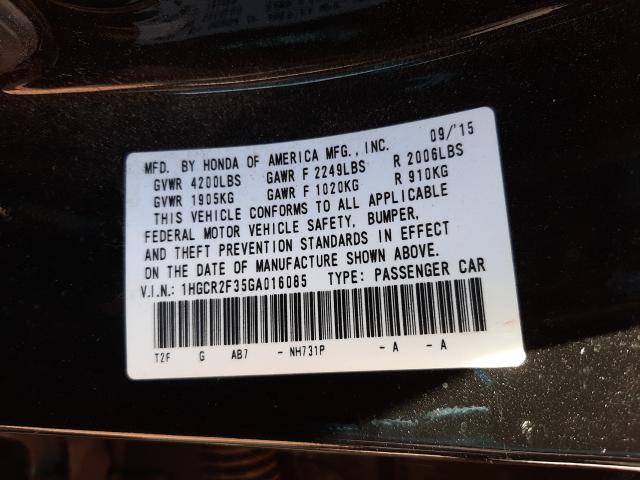 MFD. BY HONDA OF AMERICA MFG., INC. 09/'15
GVWR 4200LBS GAWR F 2249LBS R 2006LBS
GVWR 1905KG GAWR F 1020KG R 910KG
THIS VEHICLE CONFORMS TO ALL APPLICABLE
FEDERAL MOTOR VEHICLE SAFETY, BUMPER,
AND THEFT PREVENTION STANDARDS IN EFFECT
ON THE DATE OF MANUFACTURE SHOWN ABOVE.
V.I.N.: 1HGCR2F35GA016085 TYPE: PASSENGER CAR
T2F G AB7 - NH731P - A - A